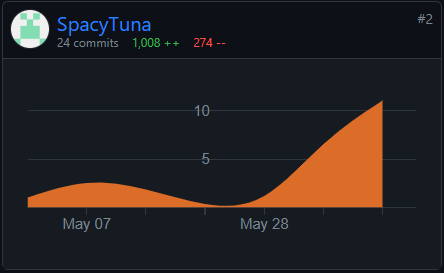 SpacyTuna
#2
24 commits 1,008 ++ 274 --
10
5
May 07 May 28